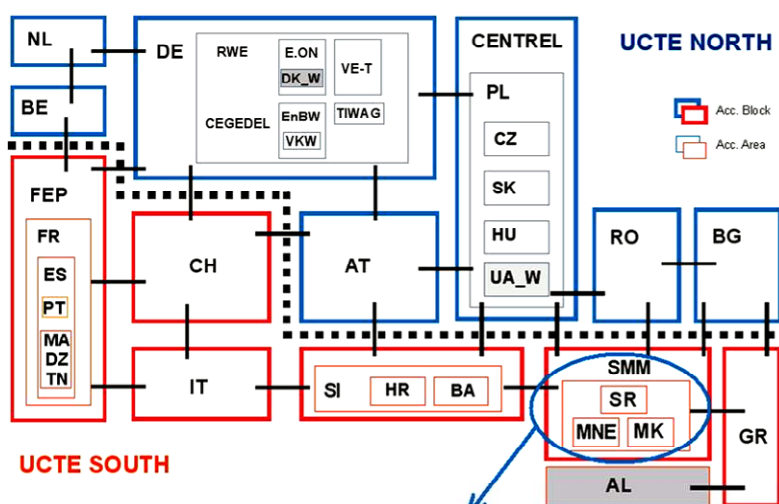 NL
BE
DE
RWE
E.ON
DK_W
VE-T
CEGEDEL
EnBW
VKW
TIWAG
CENTREL
PL
CZ
SK
HU
UA_W
UCTE NORTH
Acc. Block
Acc. Area
FEP
FR
ES
PT
MA
DZ
TN
CH
AT
RO
BG
IT
SI
HR
BA
SMM
SR
MNE
MK
GR
AL
UCTE SOUTH